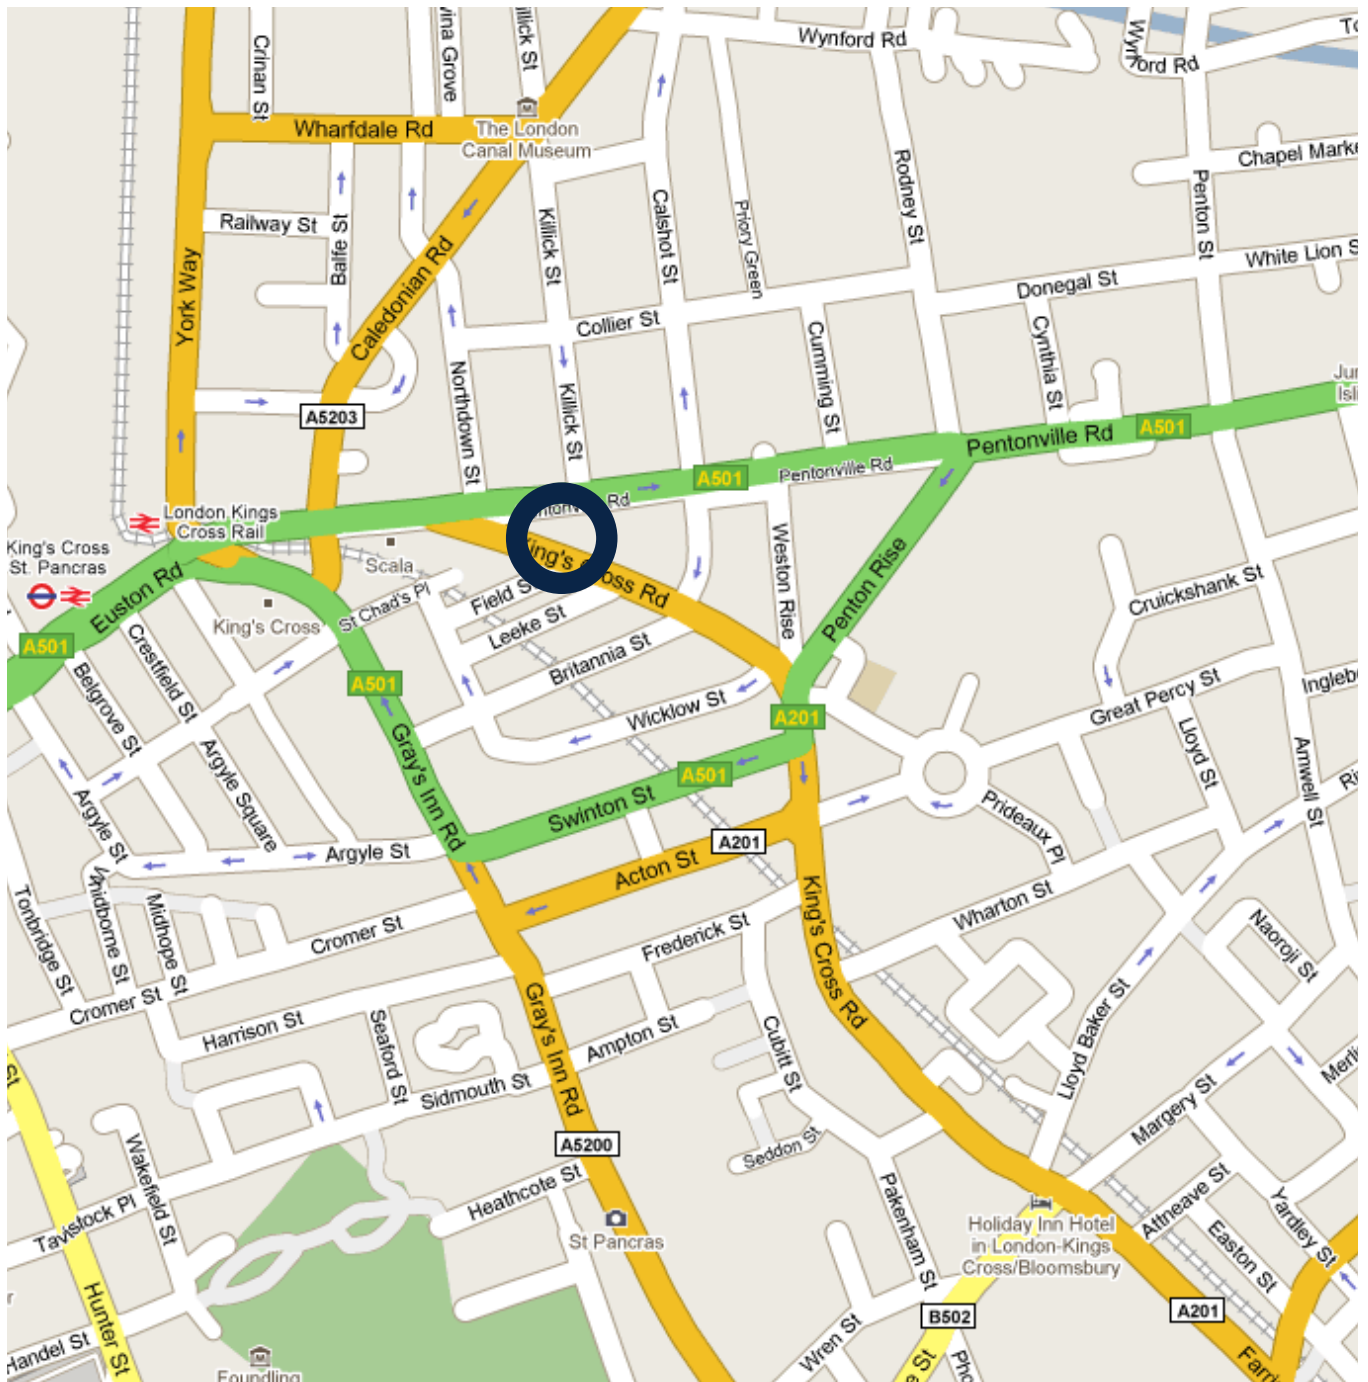 Crinan St
vina Grove
illick St
Wynford Rd
Wynford Rd
Wharfdale Rd
The London
Canal Museum
Chapel Marke
Rodney St
Penton St
Railway St
Balfe St
Killick St
Calshot St
Priory Green
White Lion S
Donegal St
York Way
Caledonian Rd
Collier St
Cumming St
Cynthia St
Northdown St
Killick St
A5203
Pentonville Rd
A501
Pentonville Rd
A501
London Kings
Cross Rail
King's Cross
St. Pancras
Scala
King's Cross Rd
Weston Rise
Penton Rise
Euston Rd
A501
King's Cross
St Chad's Pl
Field S
Leeke St
Britannia St
Cruickshank St
Crestfield St
Belgrove St
A501
Wicklow St
A201
Great Percy St
Lloyd St
Amwell St
Argyle Square
Gray's Inn Rd
Swinton St
A501
Prideaux Pl
Argyle St
Argyle St
A201
Acton St
Wharton St
Naoroji St
Tonbridge St
Midhope St
Cromer St
Frederick St
King's Cross Rd
Cromer St
Harrison St
Seaford St
Gray's Inn Rd
Ampton St
Cubitt St
Lloyd Baker St
Sidmouth St
Margery St
Wakefield St
A5200
Seddon St
Heathcote St
Pakenham St
Attneave St
Yardley St
Easton St
Tavistock Pl
St Pancras
Holiday Inn Hotel
in London-Kings
Cross/Bloomsbury
Hunter St
B502
A201
Handel St
Wren St
Foundling